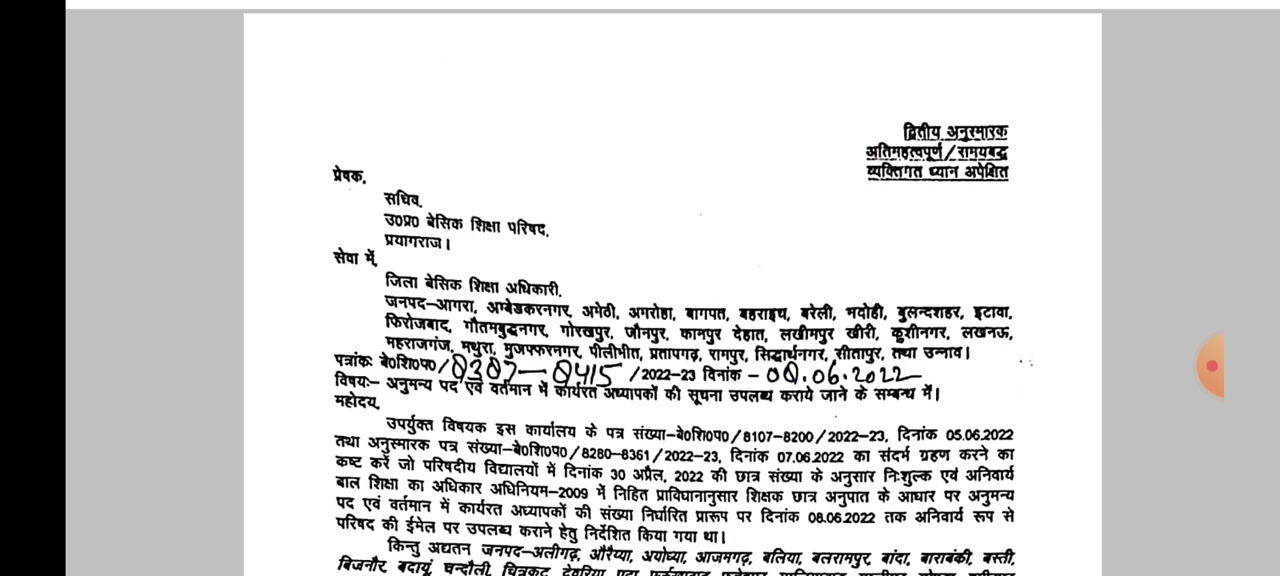 द्वितीय अनुस्मारक
अतिमहत्वपूर्ण/समयबद्ध
व्यक्तिगत ध्यान अपेक्षित
प्रेषक,
सचिव,
उ0प्र0 बेसिक शिक्षा परिषद,
प्रयागराज।
सेवा में,
जिला बेसिक शिक्षा अधिकारी,
जनपद–आगरा, अम्बेडकरनगर, अमेठी, अमरोहा, बागपत, बहराइच, बरेली, भदोही, बुलन्दशहर, इटावा,
फिरोजबाद, गौतमबुद्धनगर, गोरखपुर, जौनपुर, कामपुर देहात, लखीमपुर खीरी, कुशीनगर, लखनऊ,
महराजगंज, मथुरा, मुजफ्फरनगर, पीलीभीत, प्रतापगढ़, रामपुर, सिद्धार्थनगर, सीतापुर, तथा उन्नाव।
पत्रांकः बे0शि0प0/ /2022-23 दिनांक - .06.2022
विषयः– अनुमन्य पद एवं वर्तमान में कार्यरत अध्यापकों की सूचना उपलब्ध कराये जाने के सम्बन्ध में।
महोदय,
उपर्युक्त विषयक इस कार्यालय के पत्र संख्या–बे0शि0प0/8107-8200/2022-23, दिनांक 05.06.2022
तथा अनुस्मारक पत्र संख्या–बे0शि0प0/8280-8361/2022-23, दिनांक 07.06.2022 का संदर्भ ग्रहण करने का
कष्ट करें जो परिषदीय विद्यालयों में दिनांक 30 अप्रैल, 2022 की छात्र संख्या के अनुसार निःशुल्क एवं अनिवार्य
बाल शिक्षा का अधिकार अधिनियम–2009 में निहित प्राविधानानुसार शिक्षक छात्र अनुपात के आधार पर अनुमन्य
पद एवं वर्तमान में कार्यरत अध्यापकों की संख्या निर्धारित प्रारूप पर दिनांक 08.06.2022 तक अनिवार्य रूप से
परिषद की ईमेल पर उपलब्ध कराने हेतु निर्देशित किया गया था।
किन्तु अद्यतन जनपद–अलीगढ़, औरैय्या, अयोध्या, आजमगढ़, बलिया, बलरामपुर, बांदा, बाराबंकी, बस्ती,
बिजनौर, बदायूं, चन्दौली, चित्रकूट, देवरिया,